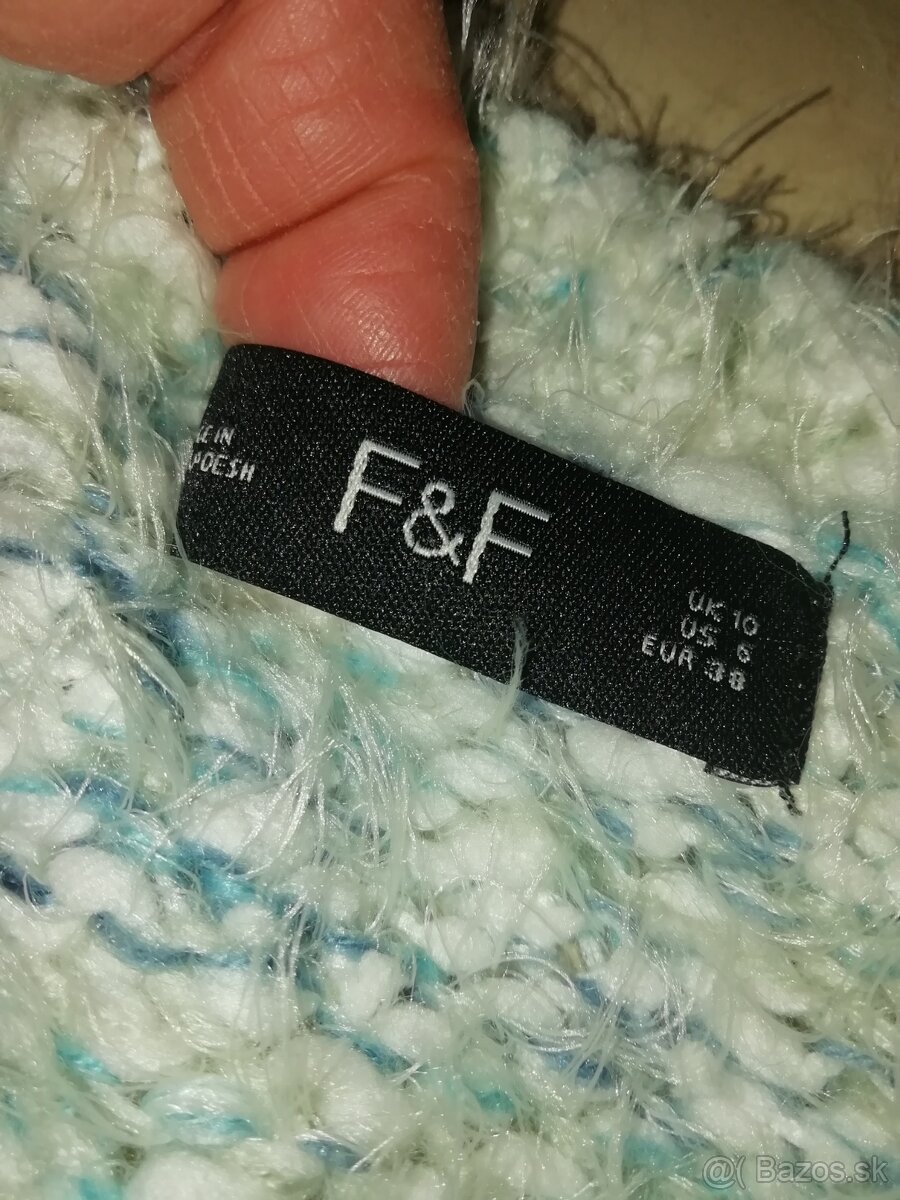 F&F
UK 10
US 6
EUR 38
@( Bazos.sk